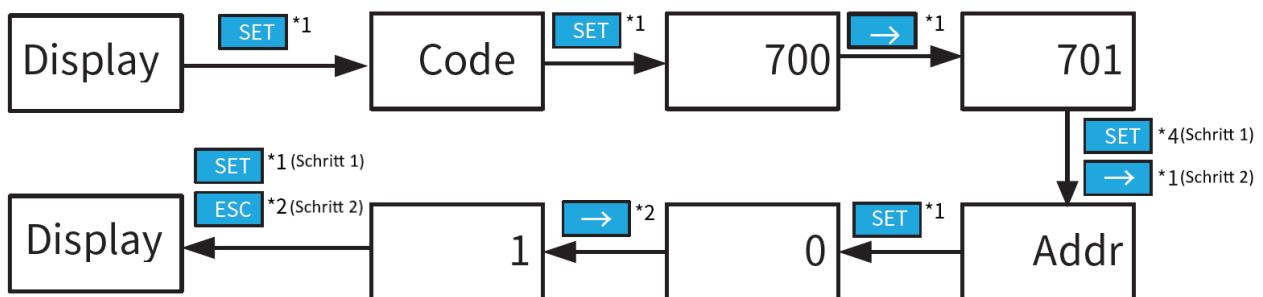 SET *1
SET *1
→ *1
Display
Code
700
701
SET *4 (Schritt 1)
→ *1 (Schritt 2)
SET *1 (Schritt 1)
ESC *2 (Schritt 2)
→ *2
SET *1
Display
1
0
Addr